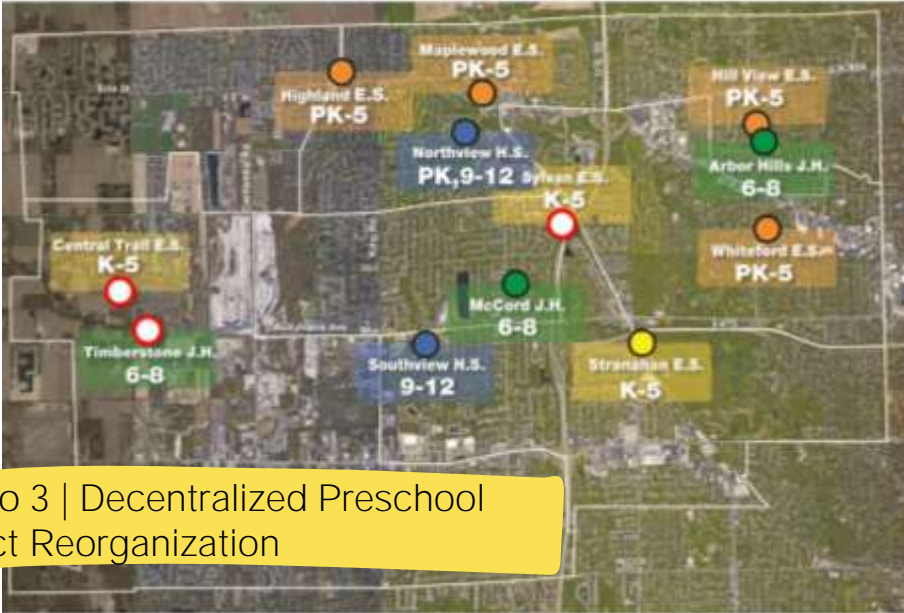 Maplewood E.S.
PK-5
Highland E.S.
PK-5
Hill View E.S.
PK-5
Northview H.S.
PK,9-12
Arbor Hills J.H.
6-8
Sylvan E.S.
K-5
Central Trail E.S.
K-5
Whiteford E.S.
PK-5
McCord J.H.
6-8
Timberstone J.H.
6-8
Southview H.S.
9-12
Stranahan E.S.
K-5
o 3 | Decentralized Preschool
ct Reorganization